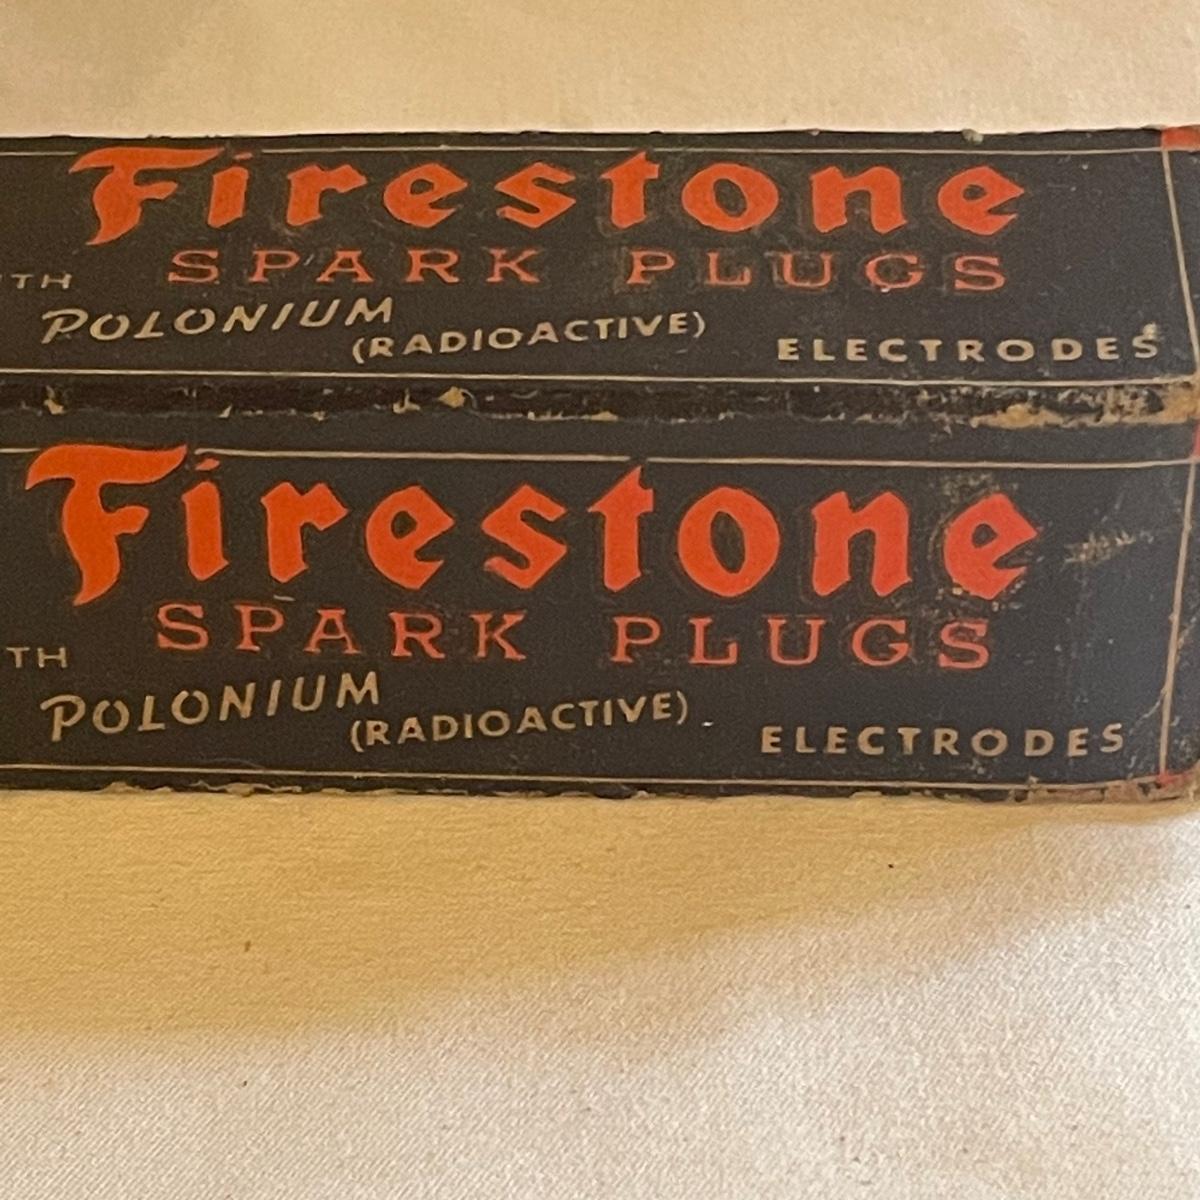 Firestone
SPARK PLUGS
TH
POLONIUM
(RADIOACTIVE)
ELECTRODES
Firestone
SPARK PLUGS
TH
POLONIUM
(RADIOACTIVE)
ELECTRODES